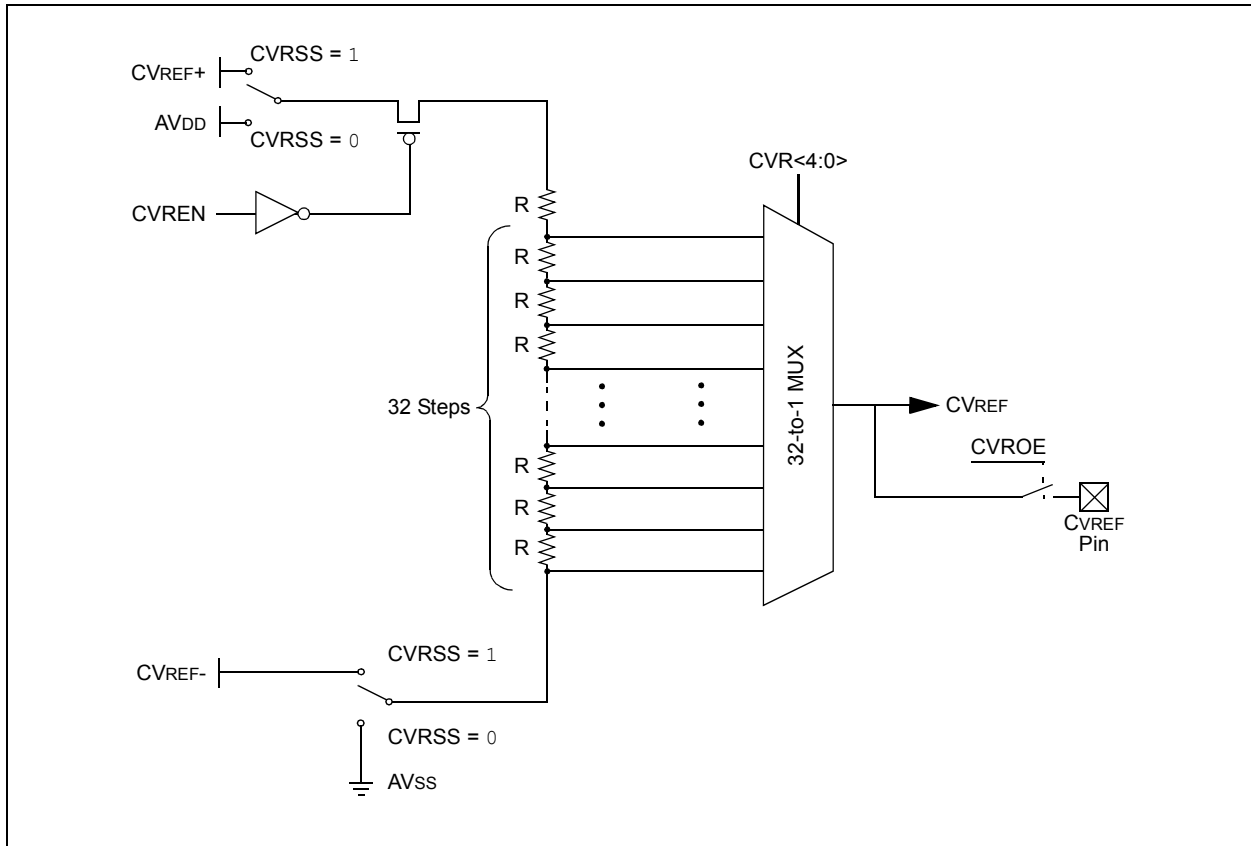 CVRSS = 1
CVREF+
AVDD
CVRSS = 0
CVREN
CVR<4:0>
R
R
R
R
32 Steps
32-to-1 MUX
CVREF
CVROE
R
R
R
CVREF
Pin
CVRSS = 1
CVREF-
CVRSS = 0
AVSS